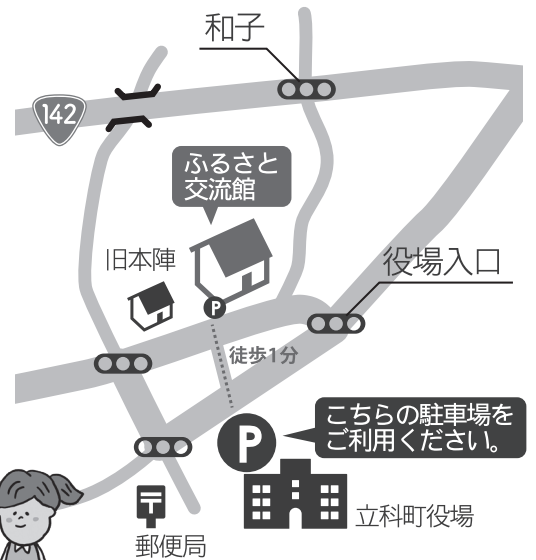 和子
142
ふるさと
交流館
旧本陣
役場入口
P
徒歩1分
P
こちらの駐車場を
ご利用ください。
立科町役場
〒
郵便局